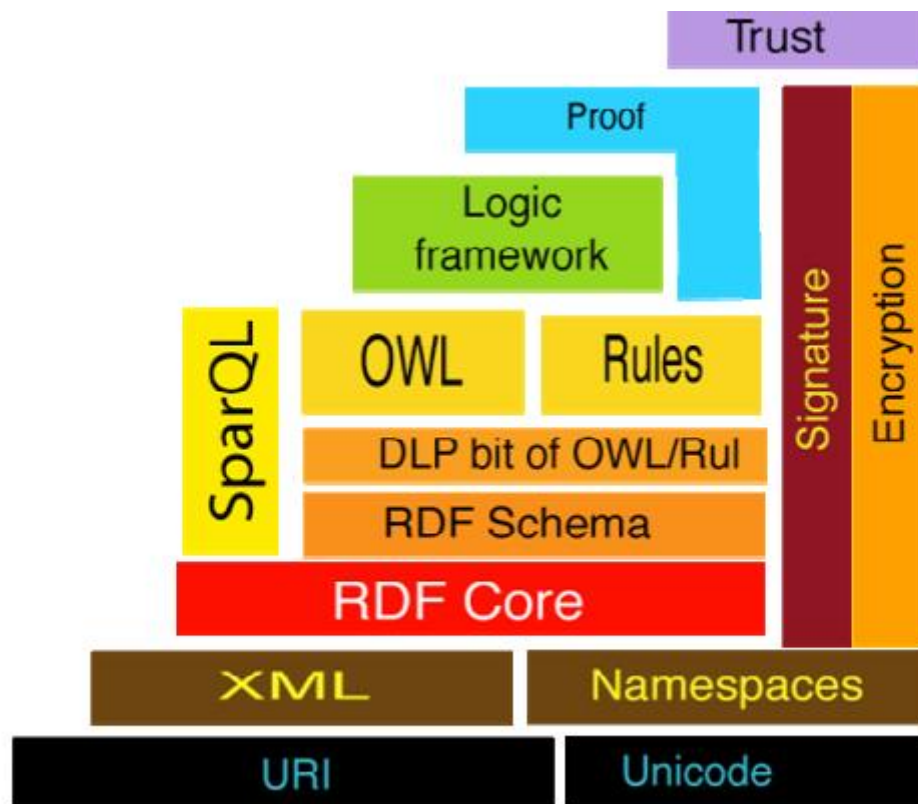 Trust
Proof
Logic
framework
SparQL
OWL
Rules
Signature
Encryption
DLP bit of OWL/Rul
RDF Schema
RDF Core
XML
Namespaces
URI
Unicode